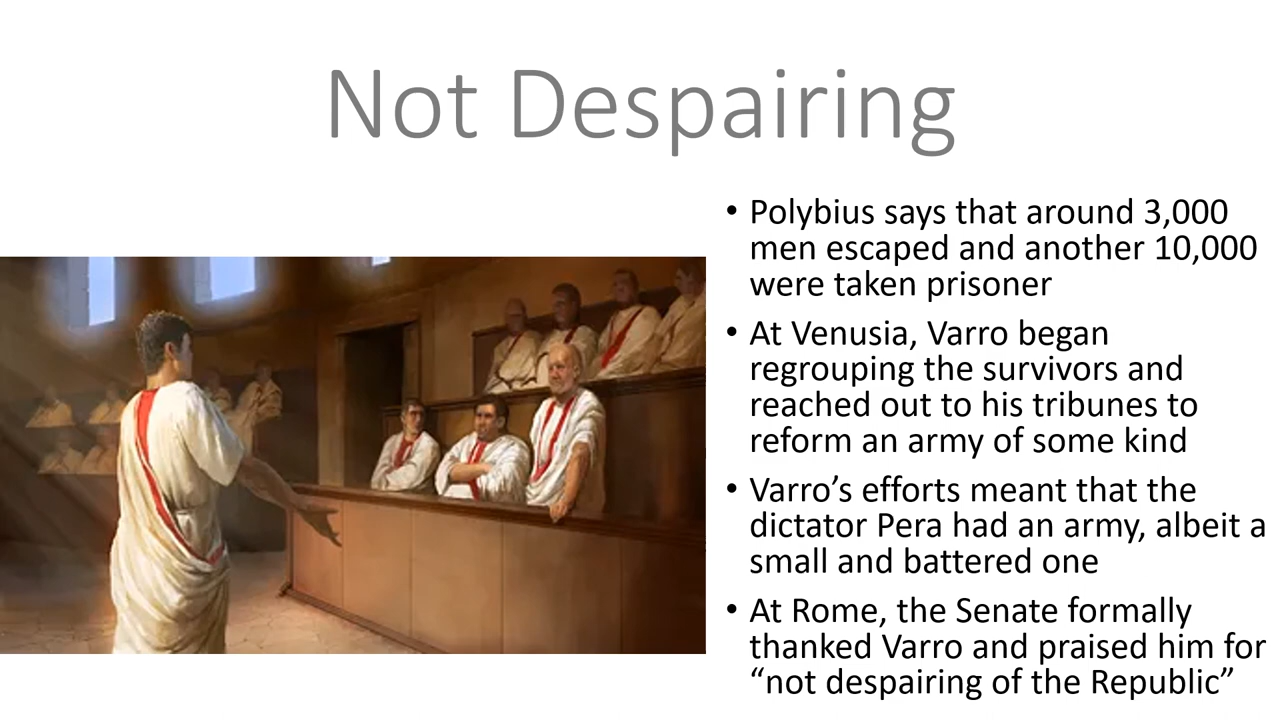 Not Despairing
• Polybius says that around 3,000
men escaped and another 10,000
were taken prisoner
• At Venusia, Varro began
regrouping the survivors and
reached out to his tribunes to
reform an army of some kind
• Varro’s efforts meant that the
dictator Pera had an army, albeit a
small and battered one
• At Rome, the Senate formally
thanked Varro and praised him for
“not despairing of the Republic”